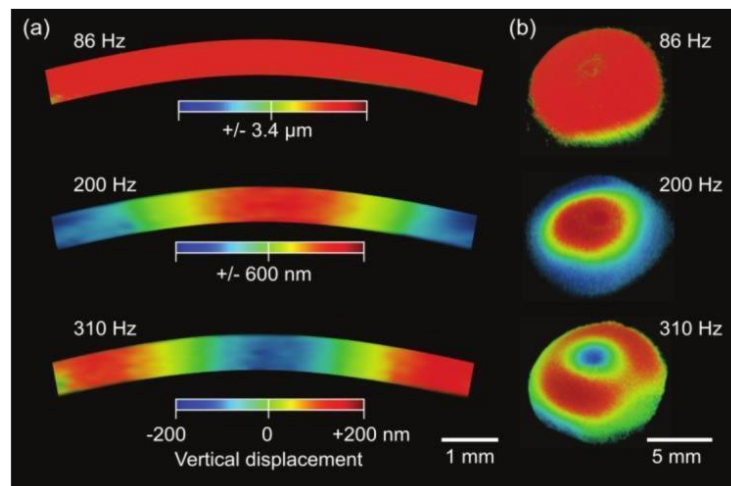 (a)
86 Hz
+/- 3.4 µm
200 Hz
+/- 600 nm
310 Hz
-200 0 +200 nm
Vertical displacement
1 mm
(b)
86 Hz
200 Hz
310 Hz
5 mm